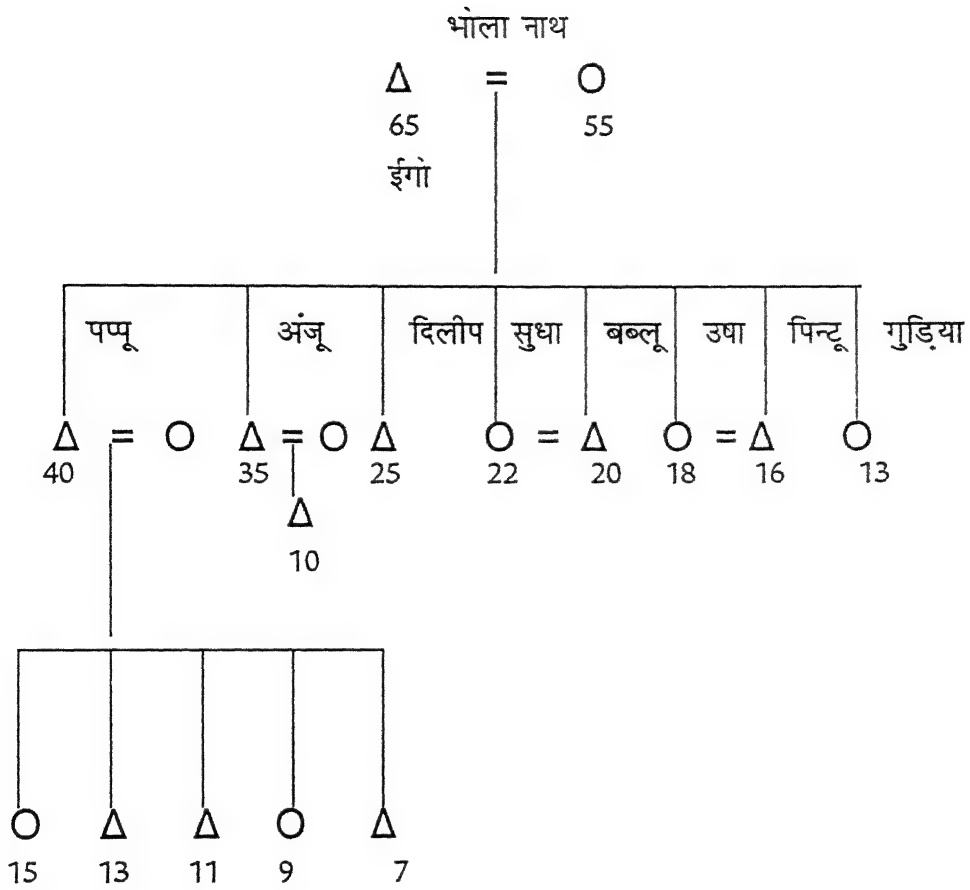 भोला नाथ
Δ = O
65 55
ईगो
पप्पू अंजू दिलीप सुधा बब्लू उषा पिन्टू गुड़िया
Δ = O Δ = O Δ O = Δ O = Δ O
40 35 25 22 20 18 16 13
Δ
10
O Δ Δ O Δ
15 13 11 9 7